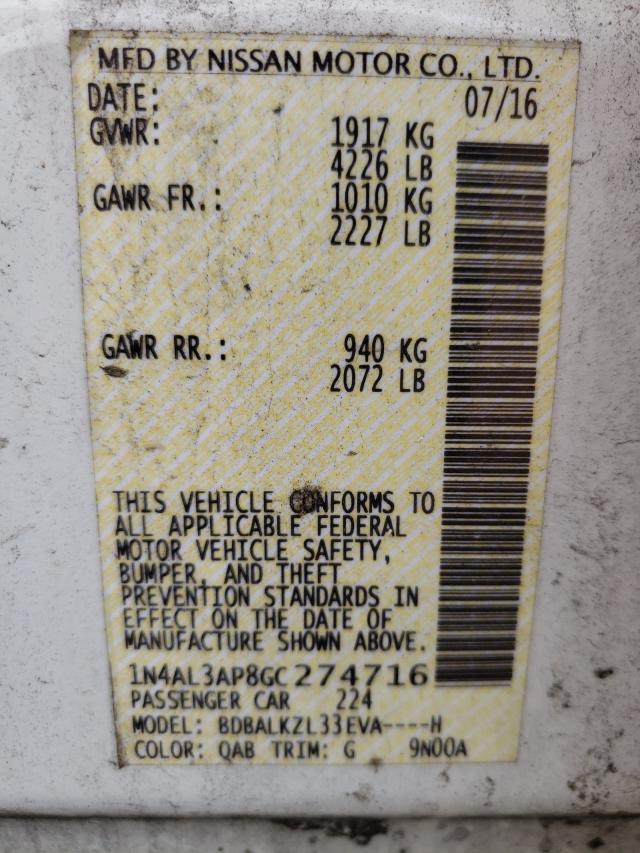 MFD BY NISSAN MOTOR CO., LTD.
DATE: 07/16
GVWR: 1917 KG
4226 LB
GAWR FR.: 1010 KG
2227 LB
GAWR RR.: 940 KG
2072 LB
THIS VEHICLE CONFORMS TO
ALL APPLICABLE FEDERAL
MOTOR VEHICLE SAFETY,
BUMPER, AND THEFT
PREVENTION STANDARDS IN
EFFECT ON THE DATE OF
MANUFACTURE SHOWN ABOVE.
1N4AL3AP8GC274716
PASSENGER CAR 224
MODEL: BDBALKZL33EVA----H
COLOR: QAB TRIM: G 9N00A